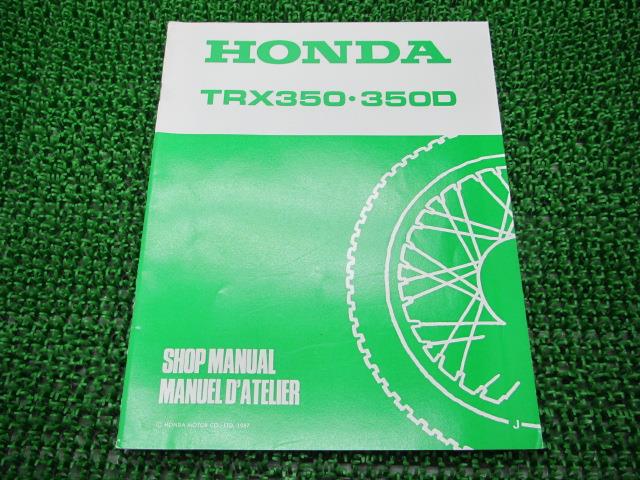 HONDA
TRX350·350D
SHOP MANUAL
MANUEL D'ATELIER
© HONDA MOTOR CO., LTD. 1987
J